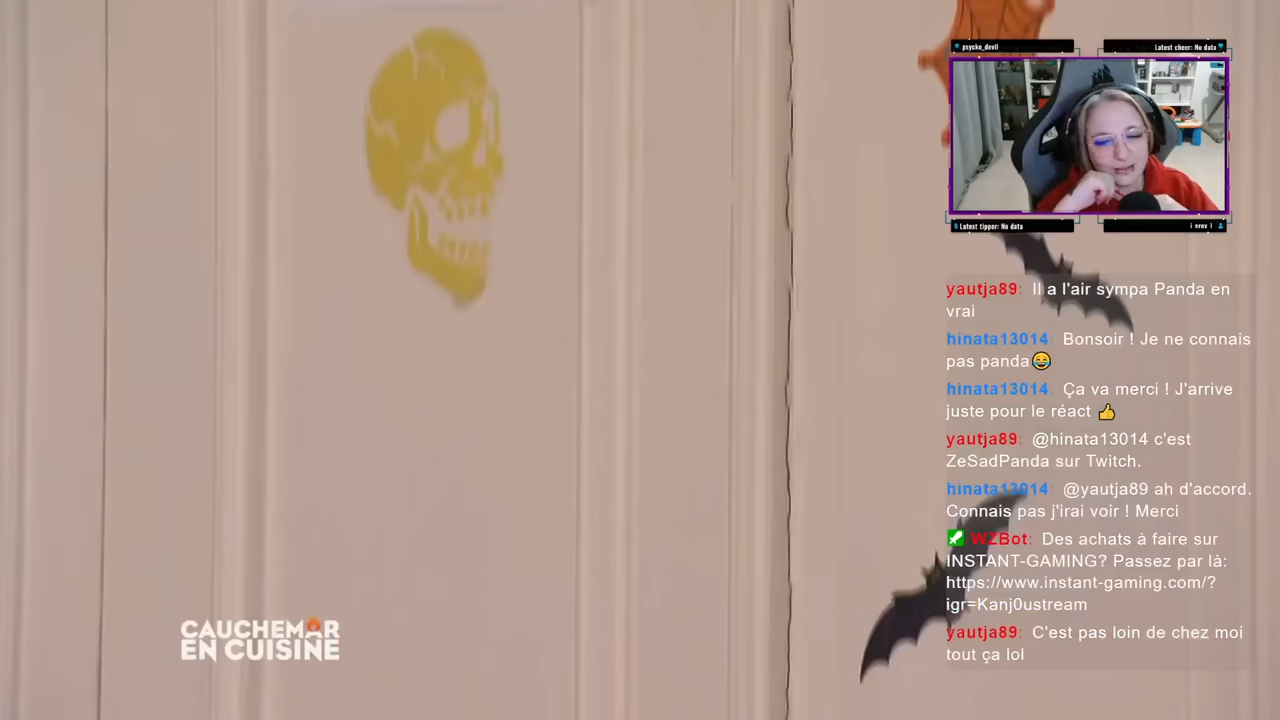 psycko_devil
Latest cheer: No data
Latest tipper: No data
yautja89: Il a l'air sympa Panda en
vrai
hinata13014: Bonsoir ! Je ne connais
pas panda😂
hinata13014: Ça va merci ! J'arrive
juste pour le réact 👍
yautja89: @hinata13014 c'est
ZeSadPanda sur Twitch.
hinata13014: @yautja89 ah d'accord.
Connais pas j'irai voir ! Merci
WZBot: Des achats à faire sur
INSTANT-GAMING? Passez par là:
https://www.instant-gaming.com/?
igr=Kanj0ustream
yautja89: C'est pas loin de chez moi
tout ça lol
CAUCHEMAR
EN CUISINE